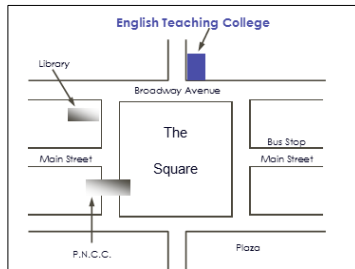 English Teaching College
Library
Broadway Avenue
The
Square
Bus Stop
Main Street
Main Street
P.N.C.C.
Plaza